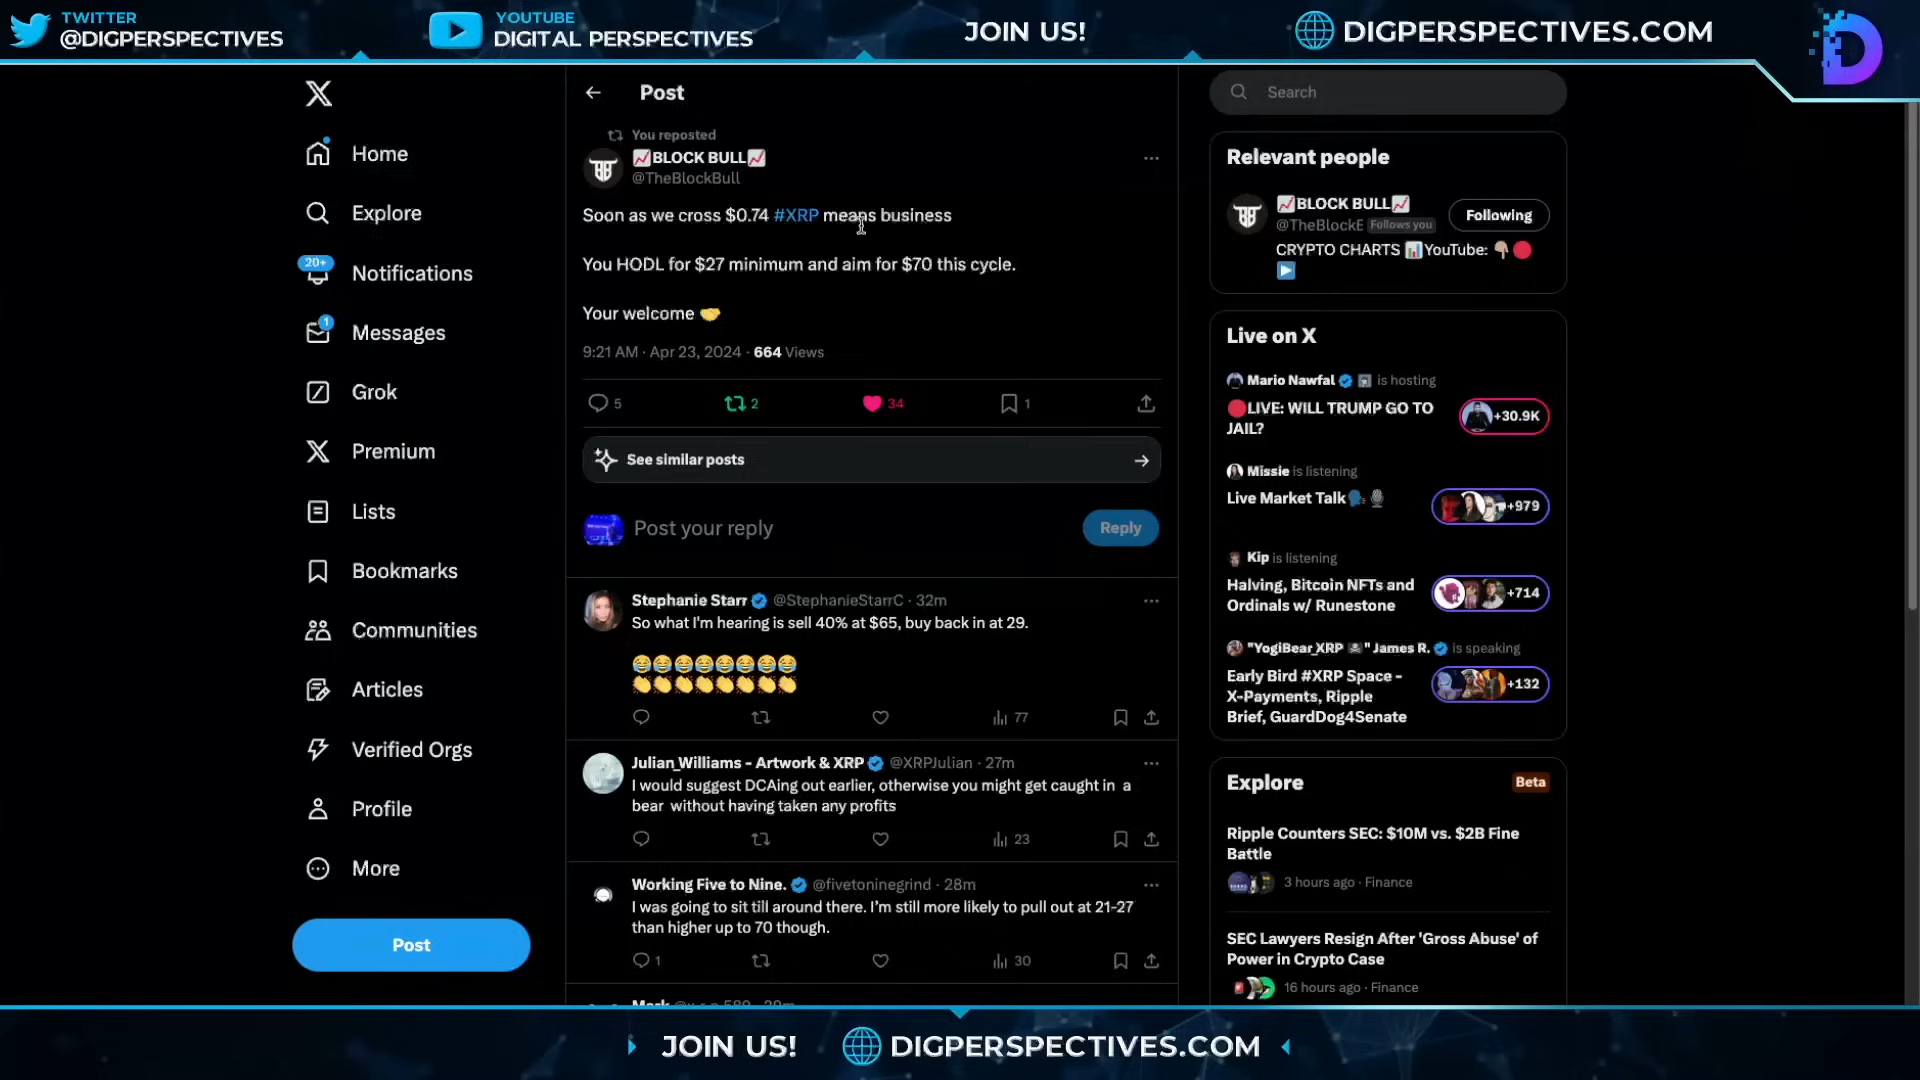 TWITTER
@DIGPERSPECTIVES
YOUTUBE
DIGITAL PERSPECTIVES
JOIN US!
DIGPERSPECTIVES.COM
Home
Explore
20+
Notifications
1
Messages
Grok
Premium
Lists
Bookmarks
Communities
Articles
Verified Orgs
Profile
More
Post
Post
You reposted
📈BLOCK BULL📈
@TheBlockBull
Soon as we cross $0.74 #XRP means business
You HODL for $27 minimum and aim for $70 this cycle.
Your welcome 🤝
9:21 AM · Apr 23, 2024 · 664 Views
5 2 34 1
See similar posts
Post your reply
Reply
Stephanie Starr @StephanieStarrC · 32m
So what I'm hearing is sell 40% at $65, buy back in at 29.
😂😂😂😂😂😂😂😂
👏👏👏👏👏👏👏👏
77
Julian_Williams - Artwork & XRP @XRPJulian · 27m
I would suggest DCAing out earlier, otherwise you might get caught in a
bear without having taken any profits
23
Working Five to Nine. @fivetoninegrind · 28m
I was going to sit till around there. I'm still more likely to pull out at 21-27
than higher up to 70 though.
1 30
Search
Relevant people
📈BLOCK BULL📈
@TheBlockE Follows you
Following
CRYPTO CHARTS 📊YouTube: 👇🏽🔴
▶️
Live on X
Mario Nawfal is hosting
🔴LIVE: WILL TRUMP GO TO
JAIL?
+30.9K
Missie is listening
Live Market Talk🗣️🎙️
+979
Kip is listening
Halving, Bitcoin NFTs and
Ordinals w/ Runestone
+714
"YogiBear_XRP ☠️" James R. is speaking
Early Bird #XRP Space -
X-Payments, Ripple
Brief, GuardDog4Senate
+132
Explore
Beta
Ripple Counters SEC: $10M vs. $2B Fine
Battle
3 hours ago · Finance
SEC Lawyers Resign After 'Gross Abuse' of
Power in Crypto Case
16 hours ago · Finance
JOIN US!
DIGPERSPECTIVES.COM